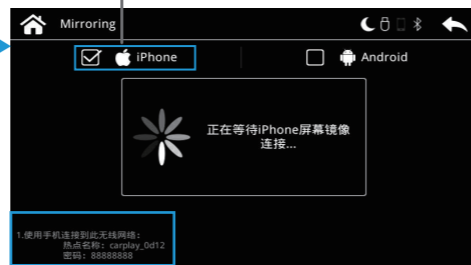 Mirroring
iPhone
Android
正在等待iPhone屏幕镜像
连接...
1.使用手机连接到此无线网络:
热点名称: carplay_0d12
密码: 88888888